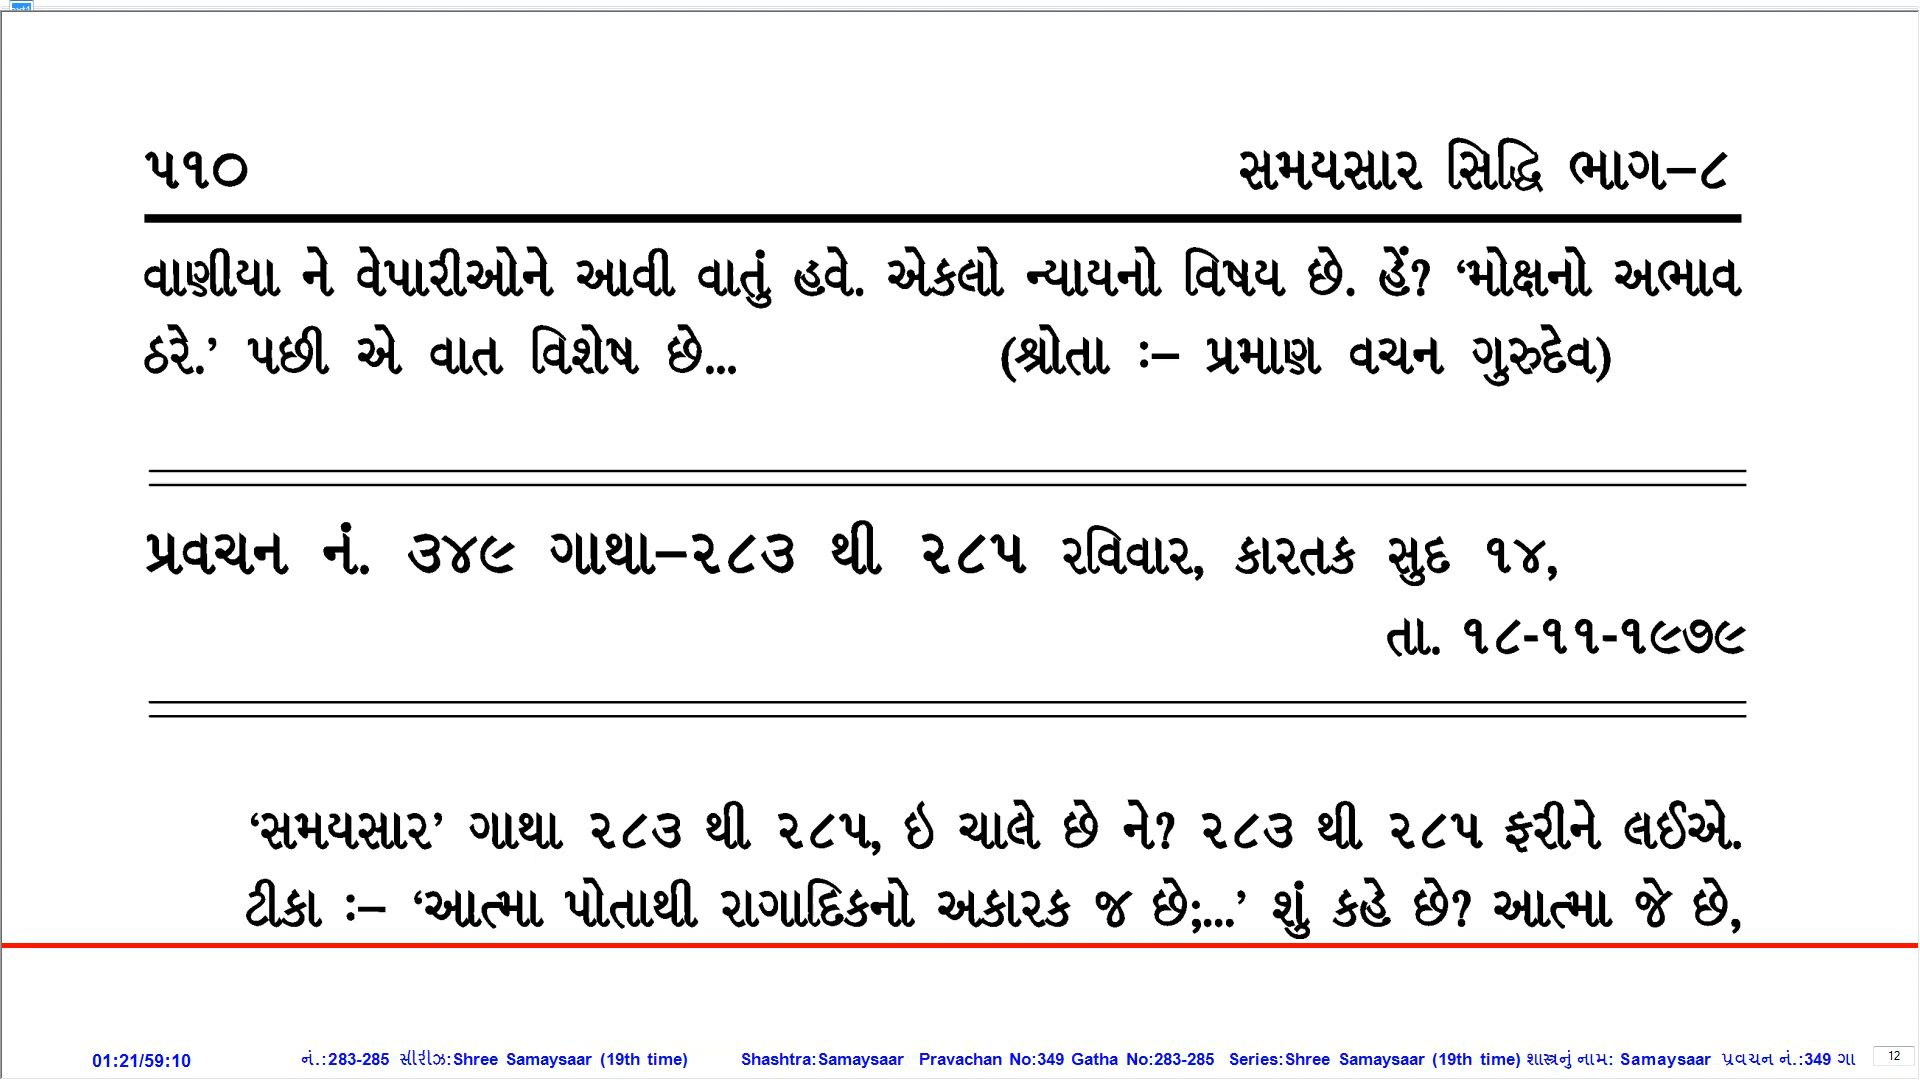 ૫૧૦ સમયસાર સિદ્ધિ ભાગ–૮
વાણીયા ને વેપારીઓને આવી વાતું હવે. એકલો ન્યાયનો વિષય છે. હેં? ‘મોક્ષનો અભાવ
ઠરે.’ પછી એ વાત વિશેષ છે... (શ્રોતા :– પ્રમાણ વચન ગુરુદેવ)
પ્રવચન નં. ૩૪૯ ગાથા–૨૮૩ થી ૨૮૫ રવિવાર, કારતક સુદ ૧૪,
તા. ૧૮-૧૧-૧૯૭૯
‘સમયસાર’ ગાથા ૨૮૩ થી ૨૮૫, ઇ ચાલે છે ને? ૨૮૩ થી ૨૮૫ ફરીને લઈએ.
ટીકા :– ‘આત્મા પોતાથી રાગાદિકનો અકારક જ છે;...’ શું કહે છે? આત્મા જે છે,
01:21/59:10 નં.:283-285 સીરીઝ:Shree Samaysaar (19th time) Shashtra:Samaysaar Pravachan No:349 Gatha No:283-285 Series:Shree Samaysaar (19th time) શાસ્ત્રનું નામ: Samaysaar પ્રવચન નં.:349 ગા 12